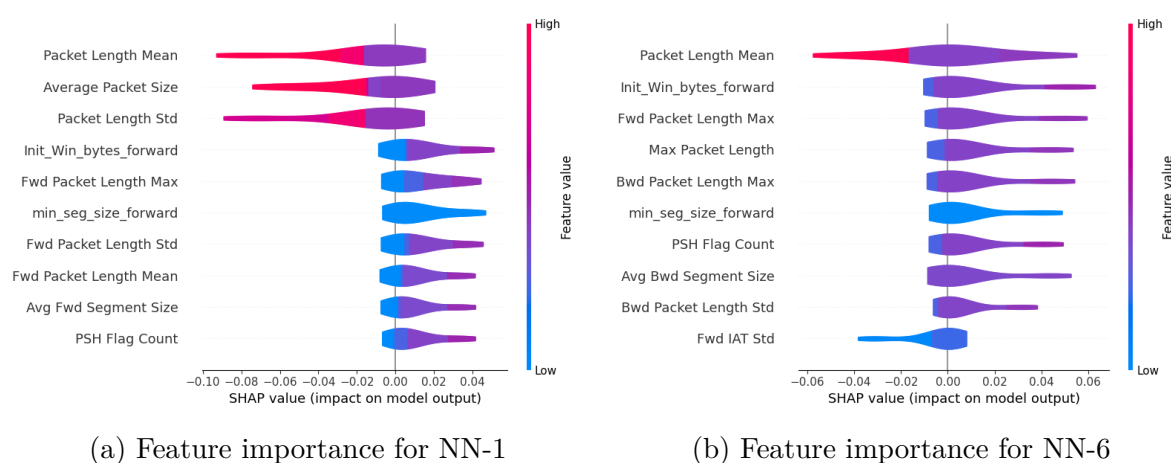 High
Packet Length Mean
Average Packet Size
Packet Length Std
Init_Win_bytes_forward
Fwd Packet Length Max
min_seg_size_forward
Fwd Packet Length Std
Fwd Packet Length Mean
Avg Fwd Segment Size
PSH Flag Count
Feature value
Low
−0.10 −0.08 −0.06 −0.04 −0.02 0.00 0.02 0.04
SHAP value (impact on model output)
(a) Feature importance for NN-1
High
Packet Length Mean
Init_Win_bytes_forward
Fwd Packet Length Max
Max Packet Length
Bwd Packet Length Max
min_seg_size_forward
PSH Flag Count
Avg Bwd Segment Size
Bwd Packet Length Std
Fwd IAT Std
Feature value
Low
−0.06 −0.04 −0.02 0.00 0.02 0.04 0.06
SHAP value (impact on model output)
(b) Feature importance for NN-6